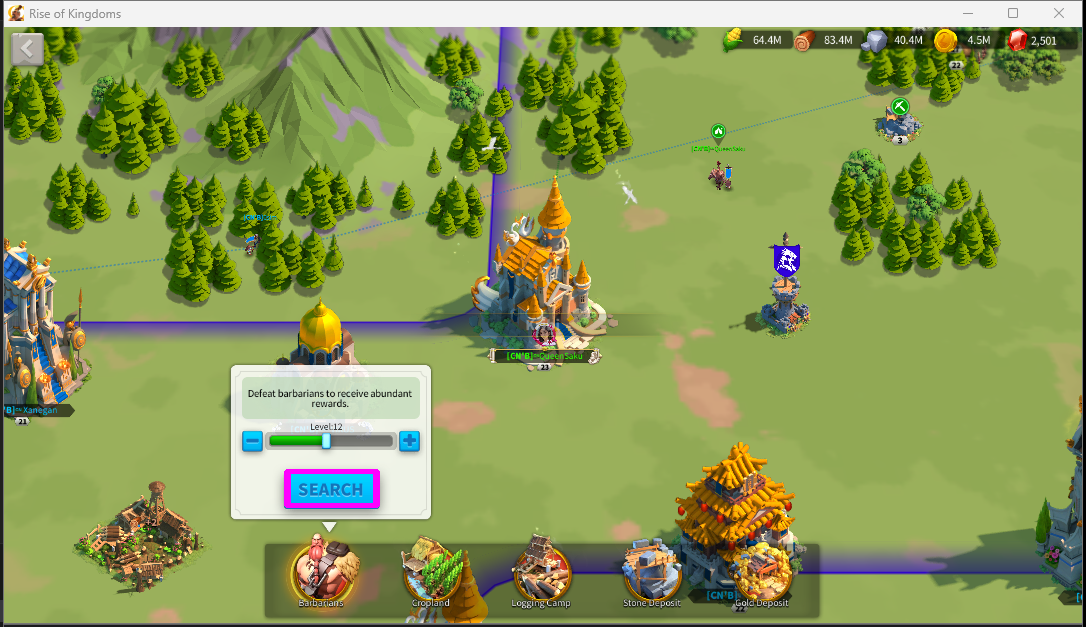 Rise of Kingdoms
64.4M
83.4M
40.4M
4.5M
2,501
22
3
[CN'B]~QueenSaku
23
Xanegan
21
Defeat barbarians to receive abundant
rewards.
Level:12
SEARCH
Barbarians
Cropland
Logging Camp
Stone Deposit
Gold Deposit
[CN'B]